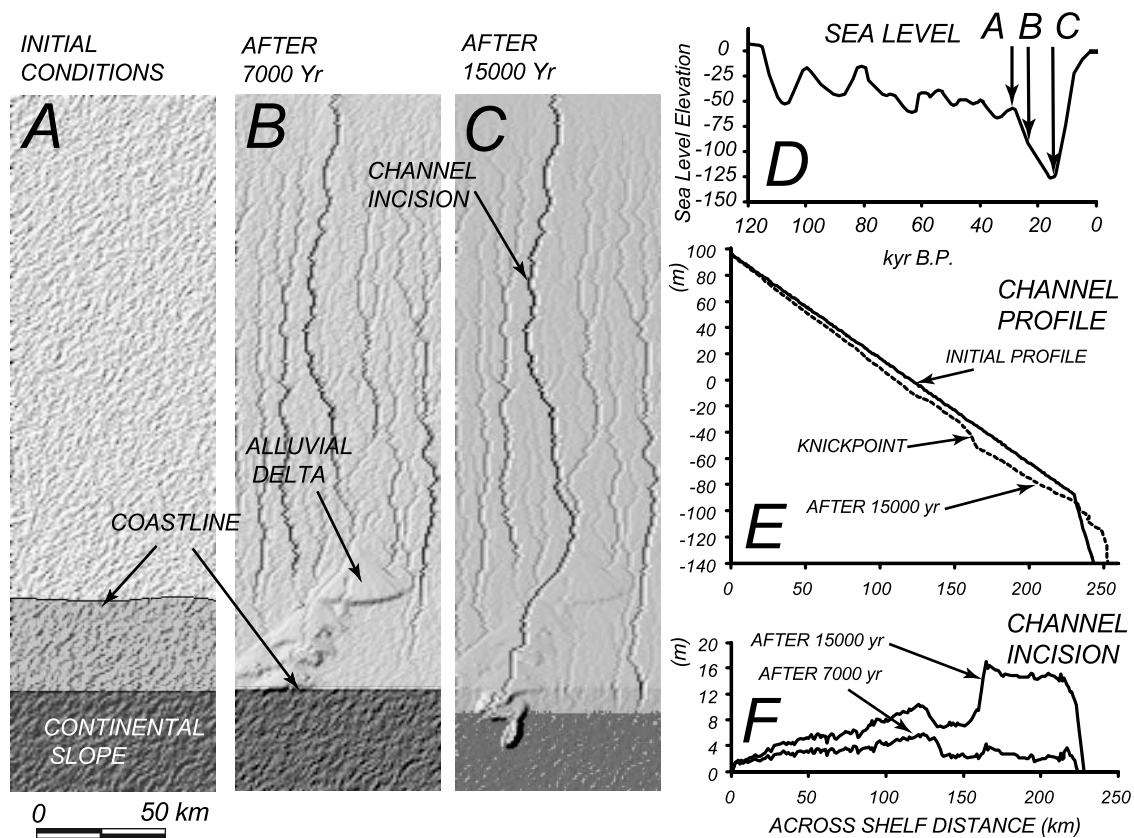 INITIAL
CONDITIONS
AFTER
7000 Yr
AFTER
15000 Yr
A
B
C
CHANNEL
INCISION
ALLUVIAL
DELTA
COASTLINE
CONTINENTAL
SLOPE
0 50 km
SEA LEVEL
A B C
Sea Level Elevation
0
-25
-50
-75
-100
-125
-150
D
120 100 80 60 40 20 0
kyr B.P.
(m)
100
80
60
40
20
0
-20
-40
-60
-80
-100
-120
-140
CHANNEL
PROFILE
INITIAL PROFILE
KNICKPOINT
AFTER 15000 yr
E
0 50 100 150 200 250
(m)
20
16
12
8
4
0
AFTER 15000 yr
AFTER 7000 yr
CHANNEL
INCISION
F
0 50 100 150 200 250
ACROSS SHELF DISTANCE (km)